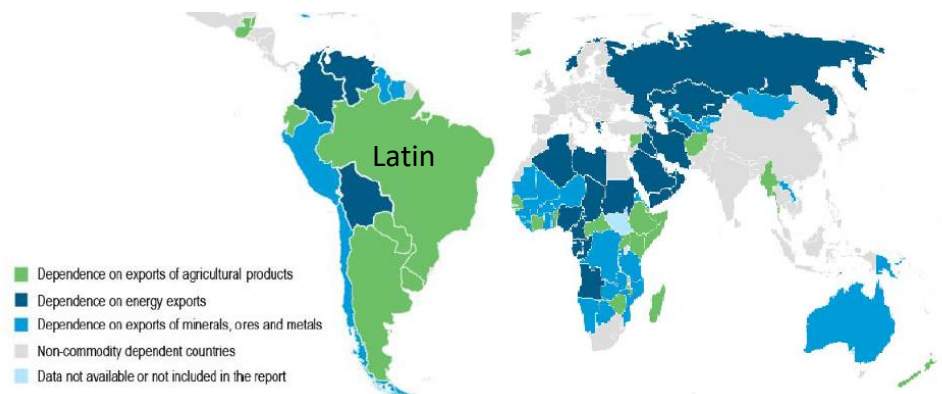 Latin
Dependence on exports of agricultural products
Dependence on energy exports
Dependence on exports of minerals, ores and metals
Non-commodity dependent countries
Data not available or not included in the report